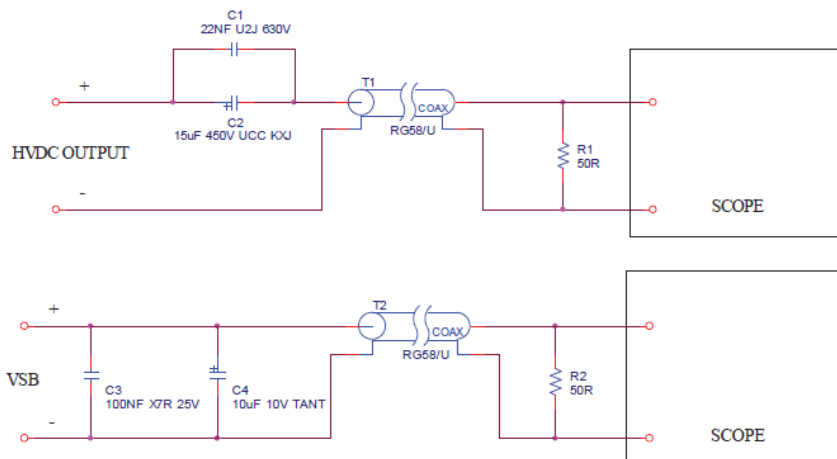 C1
22NF U2J 630V
+
T1
C2
15uF 450V UCC KXJ
COAX
RG58/U
HVDC OUTPUT
R1
50R
-
SCOPE
+
T2
COAX
RG58/U
VSB
C3
100NF X7R 25V
C4
10uF 10V TANT
R2
50R
-
SCOPE